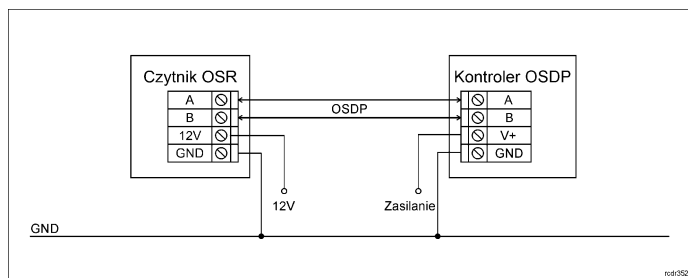 Czytnik OSR
A
B
12V
GND
OSDP
Kontroler OSDP
A
B
V+
GND
12V
Zasilanie
GND
rcdr352